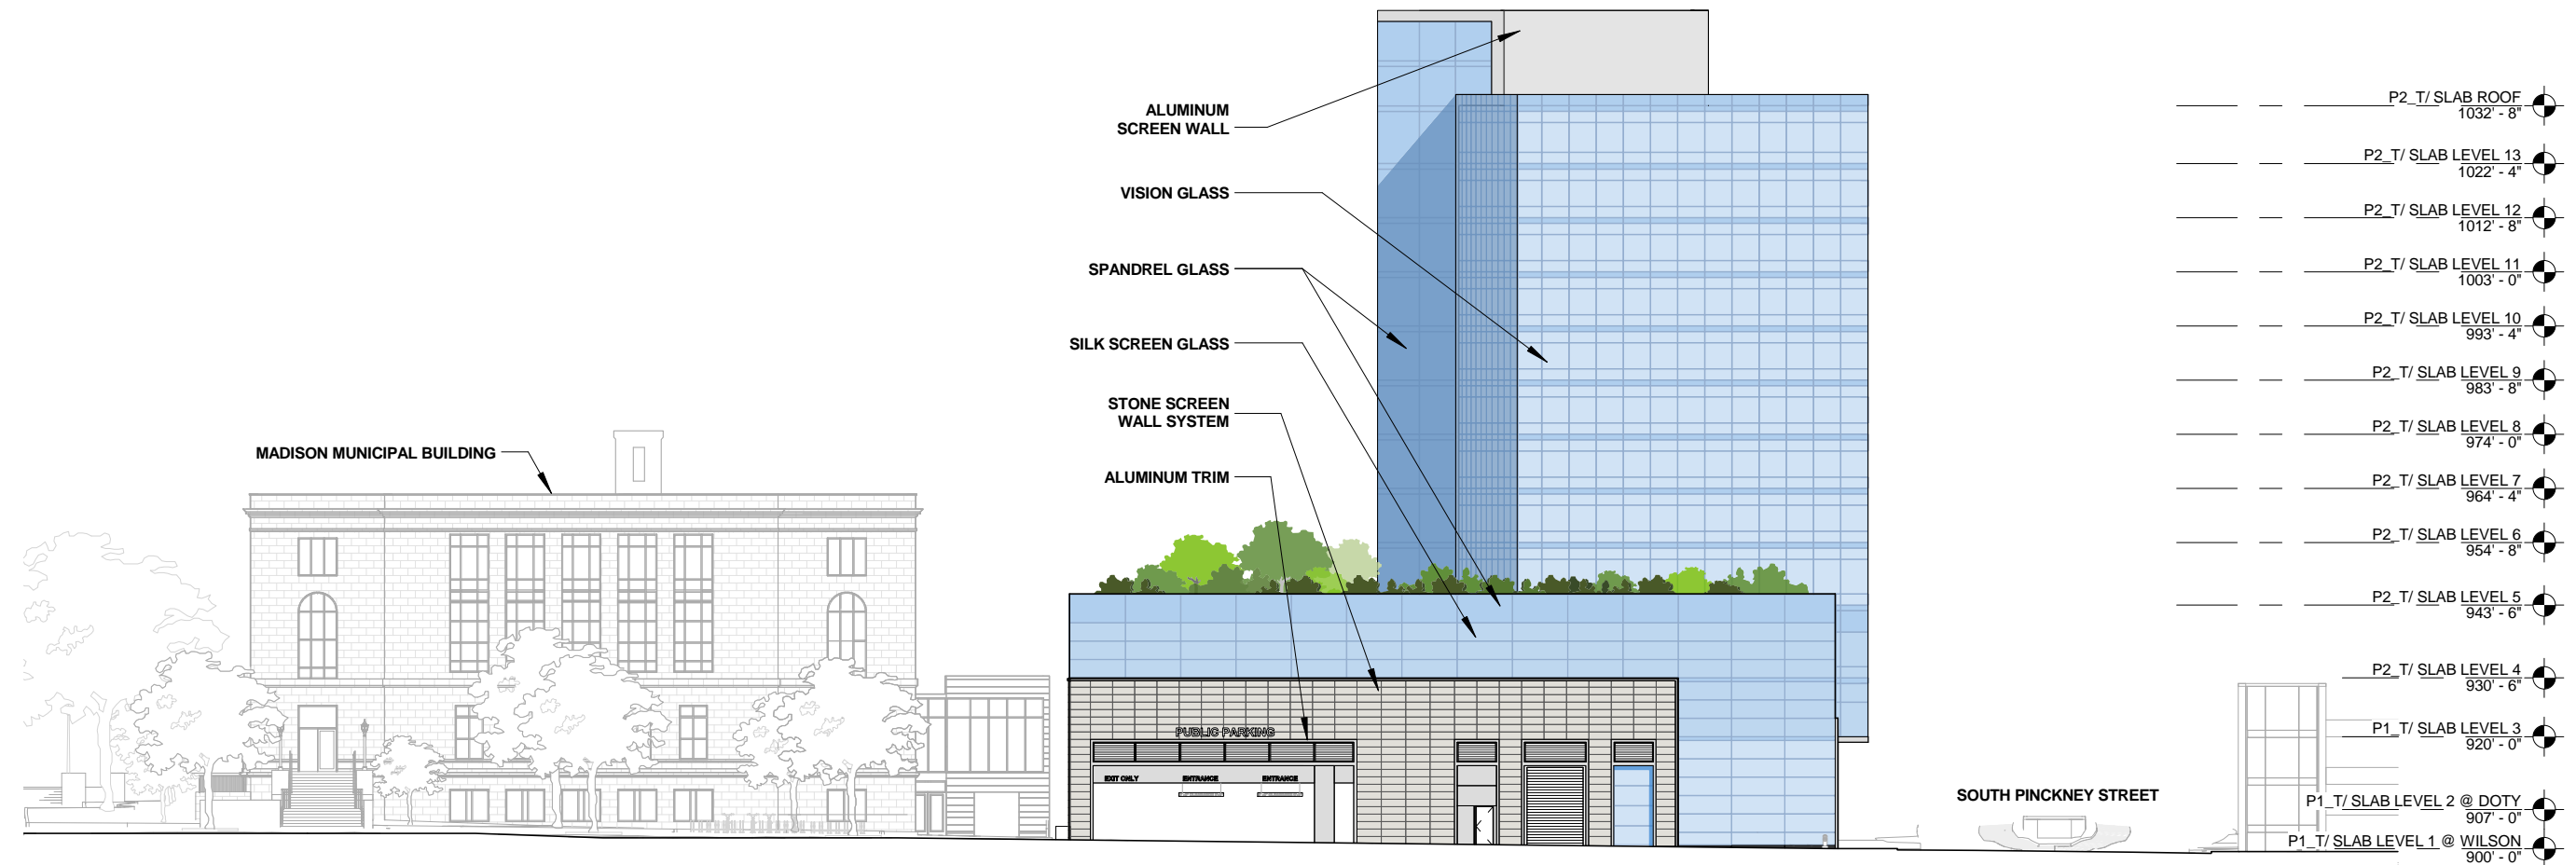 ALUMINUM
SCREEN WALL
VISION GLASS
SPANDREL GLASS
SILK SCREEN GLASS
STONE SCREEN
WALL SYSTEM
ALUMINUM TRIM
MADISON MUNICIPAL BUILDING
PUBLIC PARKING
EXIT ONLY
ENTRANCE
ENTRANCE
SOUTH PINCKNEY STREET
P2_T/ SLAB ROOF
1032' - 8"
P2_T/ SLAB LEVEL 13
1022' - 4"
P2_T/ SLAB LEVEL 12
1012' - 8"
P2_T/ SLAB LEVEL 11
1003' - 0"
P2_T/ SLAB LEVEL 10
993' - 4"
P2_T/ SLAB LEVEL 9
983' - 8"
P2_T/ SLAB LEVEL 8
974' - 0"
P2_T/ SLAB LEVEL 7
964' - 4"
P2_T/ SLAB LEVEL 6
954' - 8"
P2_T/ SLAB LEVEL 5
943' - 6"
P2_T/ SLAB LEVEL 4
930' - 6"
P1_T/ SLAB LEVEL 3
920' - 0"
P1_T/ SLAB LEVEL 2 @ DOTY
907' - 0"
P1_T/ SLAB LEVEL 1 @ WILSON
900' - 0"